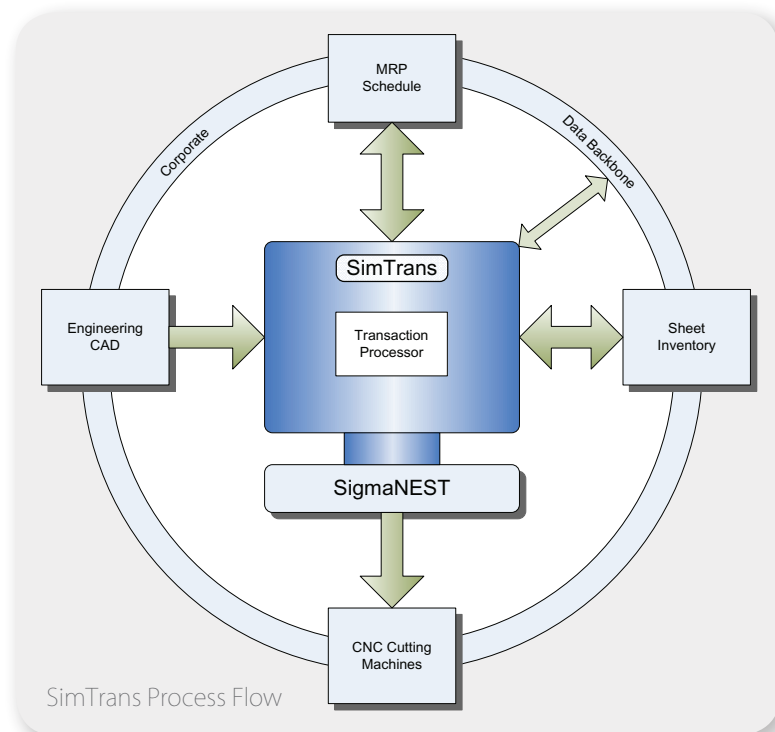 MRP
Schedule
Corporate
Data Backbone
SimTrans
Transaction
Processor
Engineering
CAD
Sheet
Inventory
SigmaNEST
CNC Cutting
Machines
SimTrans Process Flow